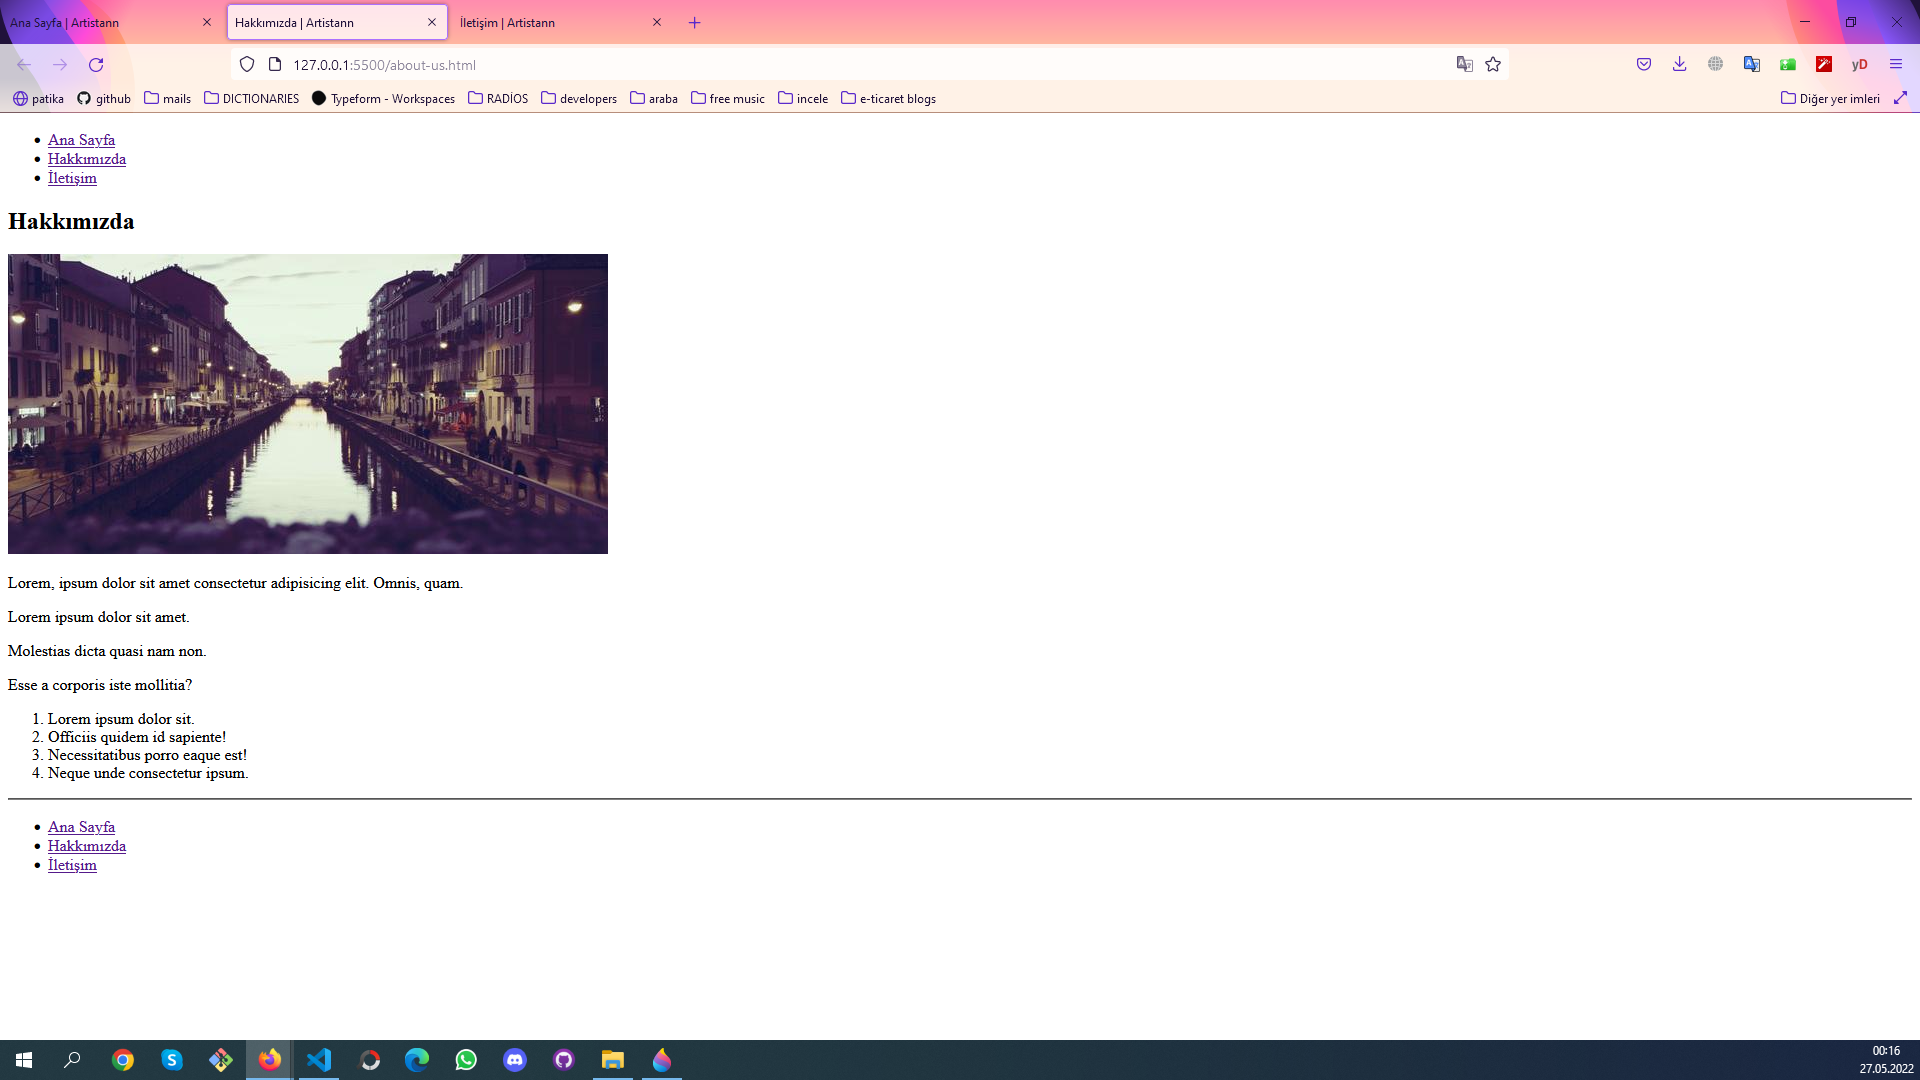 Ana Sayfa | Artistann
Hakkımızda | Artistann
İletişim | Artistann
127.0.0.1:5500/about-us.html
yD
patika
github
mails
DICTIONARIES
Typeform - Workspaces
RADİOS
developers
araba
free music
incele
e-ticaret blogs
Diğer yer imleri
Ana Sayfa
Hakkımızda
İletişim
Hakkımızda
Lorem, ipsum dolor sit amet consectetur adipisicing elit. Omnis, quam.
Lorem ipsum dolor sit amet.
Molestias dicta quasi nam non.
Esse a corporis iste mollitia?
1. Lorem ipsum dolor sit.
2. Officiis quidem id sapiente!
3. Necessitatibus porro eaque est!
4. Neque unde consectetur ipsum.
Ana Sayfa
Hakkımızda
İletişim
00:16
27.05.2022